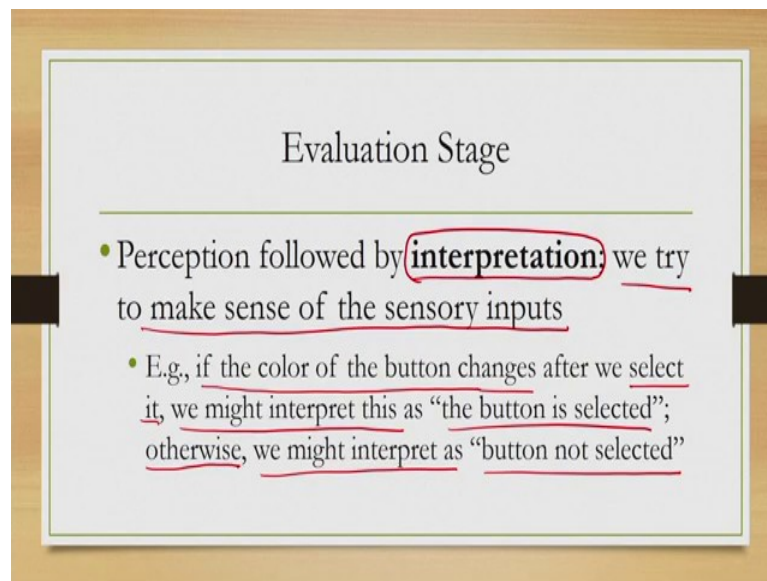 Evaluation Stage
• Perception followed by interpretation: we try
to make sense of the sensory inputs
• E.g., if the color of the button changes after we select
it, we might interpret this as “the button is selected”;
otherwise, we might interpret as “button not selected”